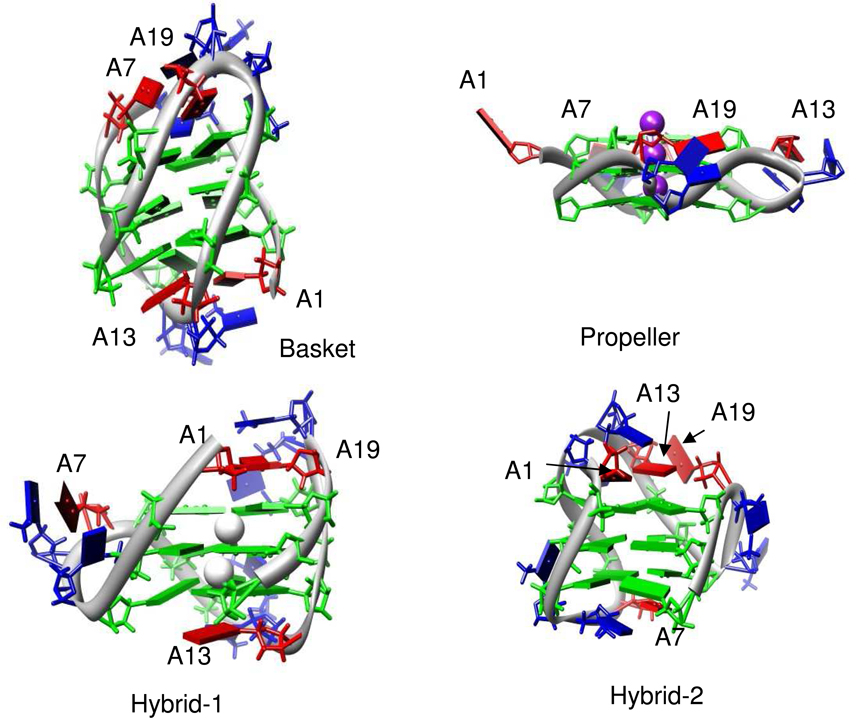 A19
A7
A13
A1
Basket
A1
A7
A19
A13
Propeller
A7
A1
A19
A13
Hybrid-1
A13
A19
A1
A7
Hybrid-2